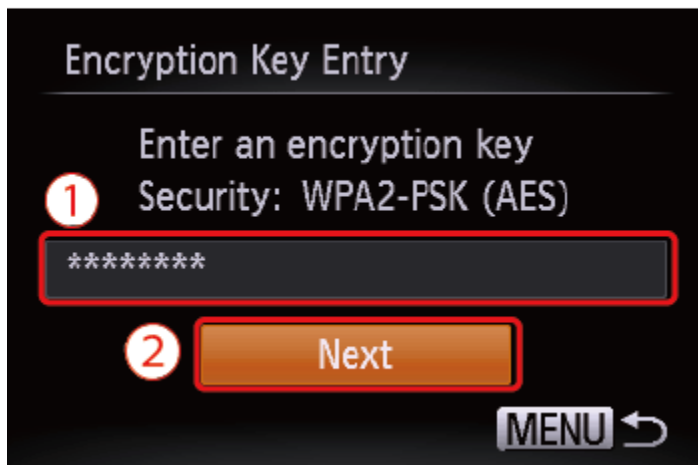 Encryption Key Entry
Enter an encryption key
1
Security: WPA2-PSK (AES)
********
2
Next
MENU